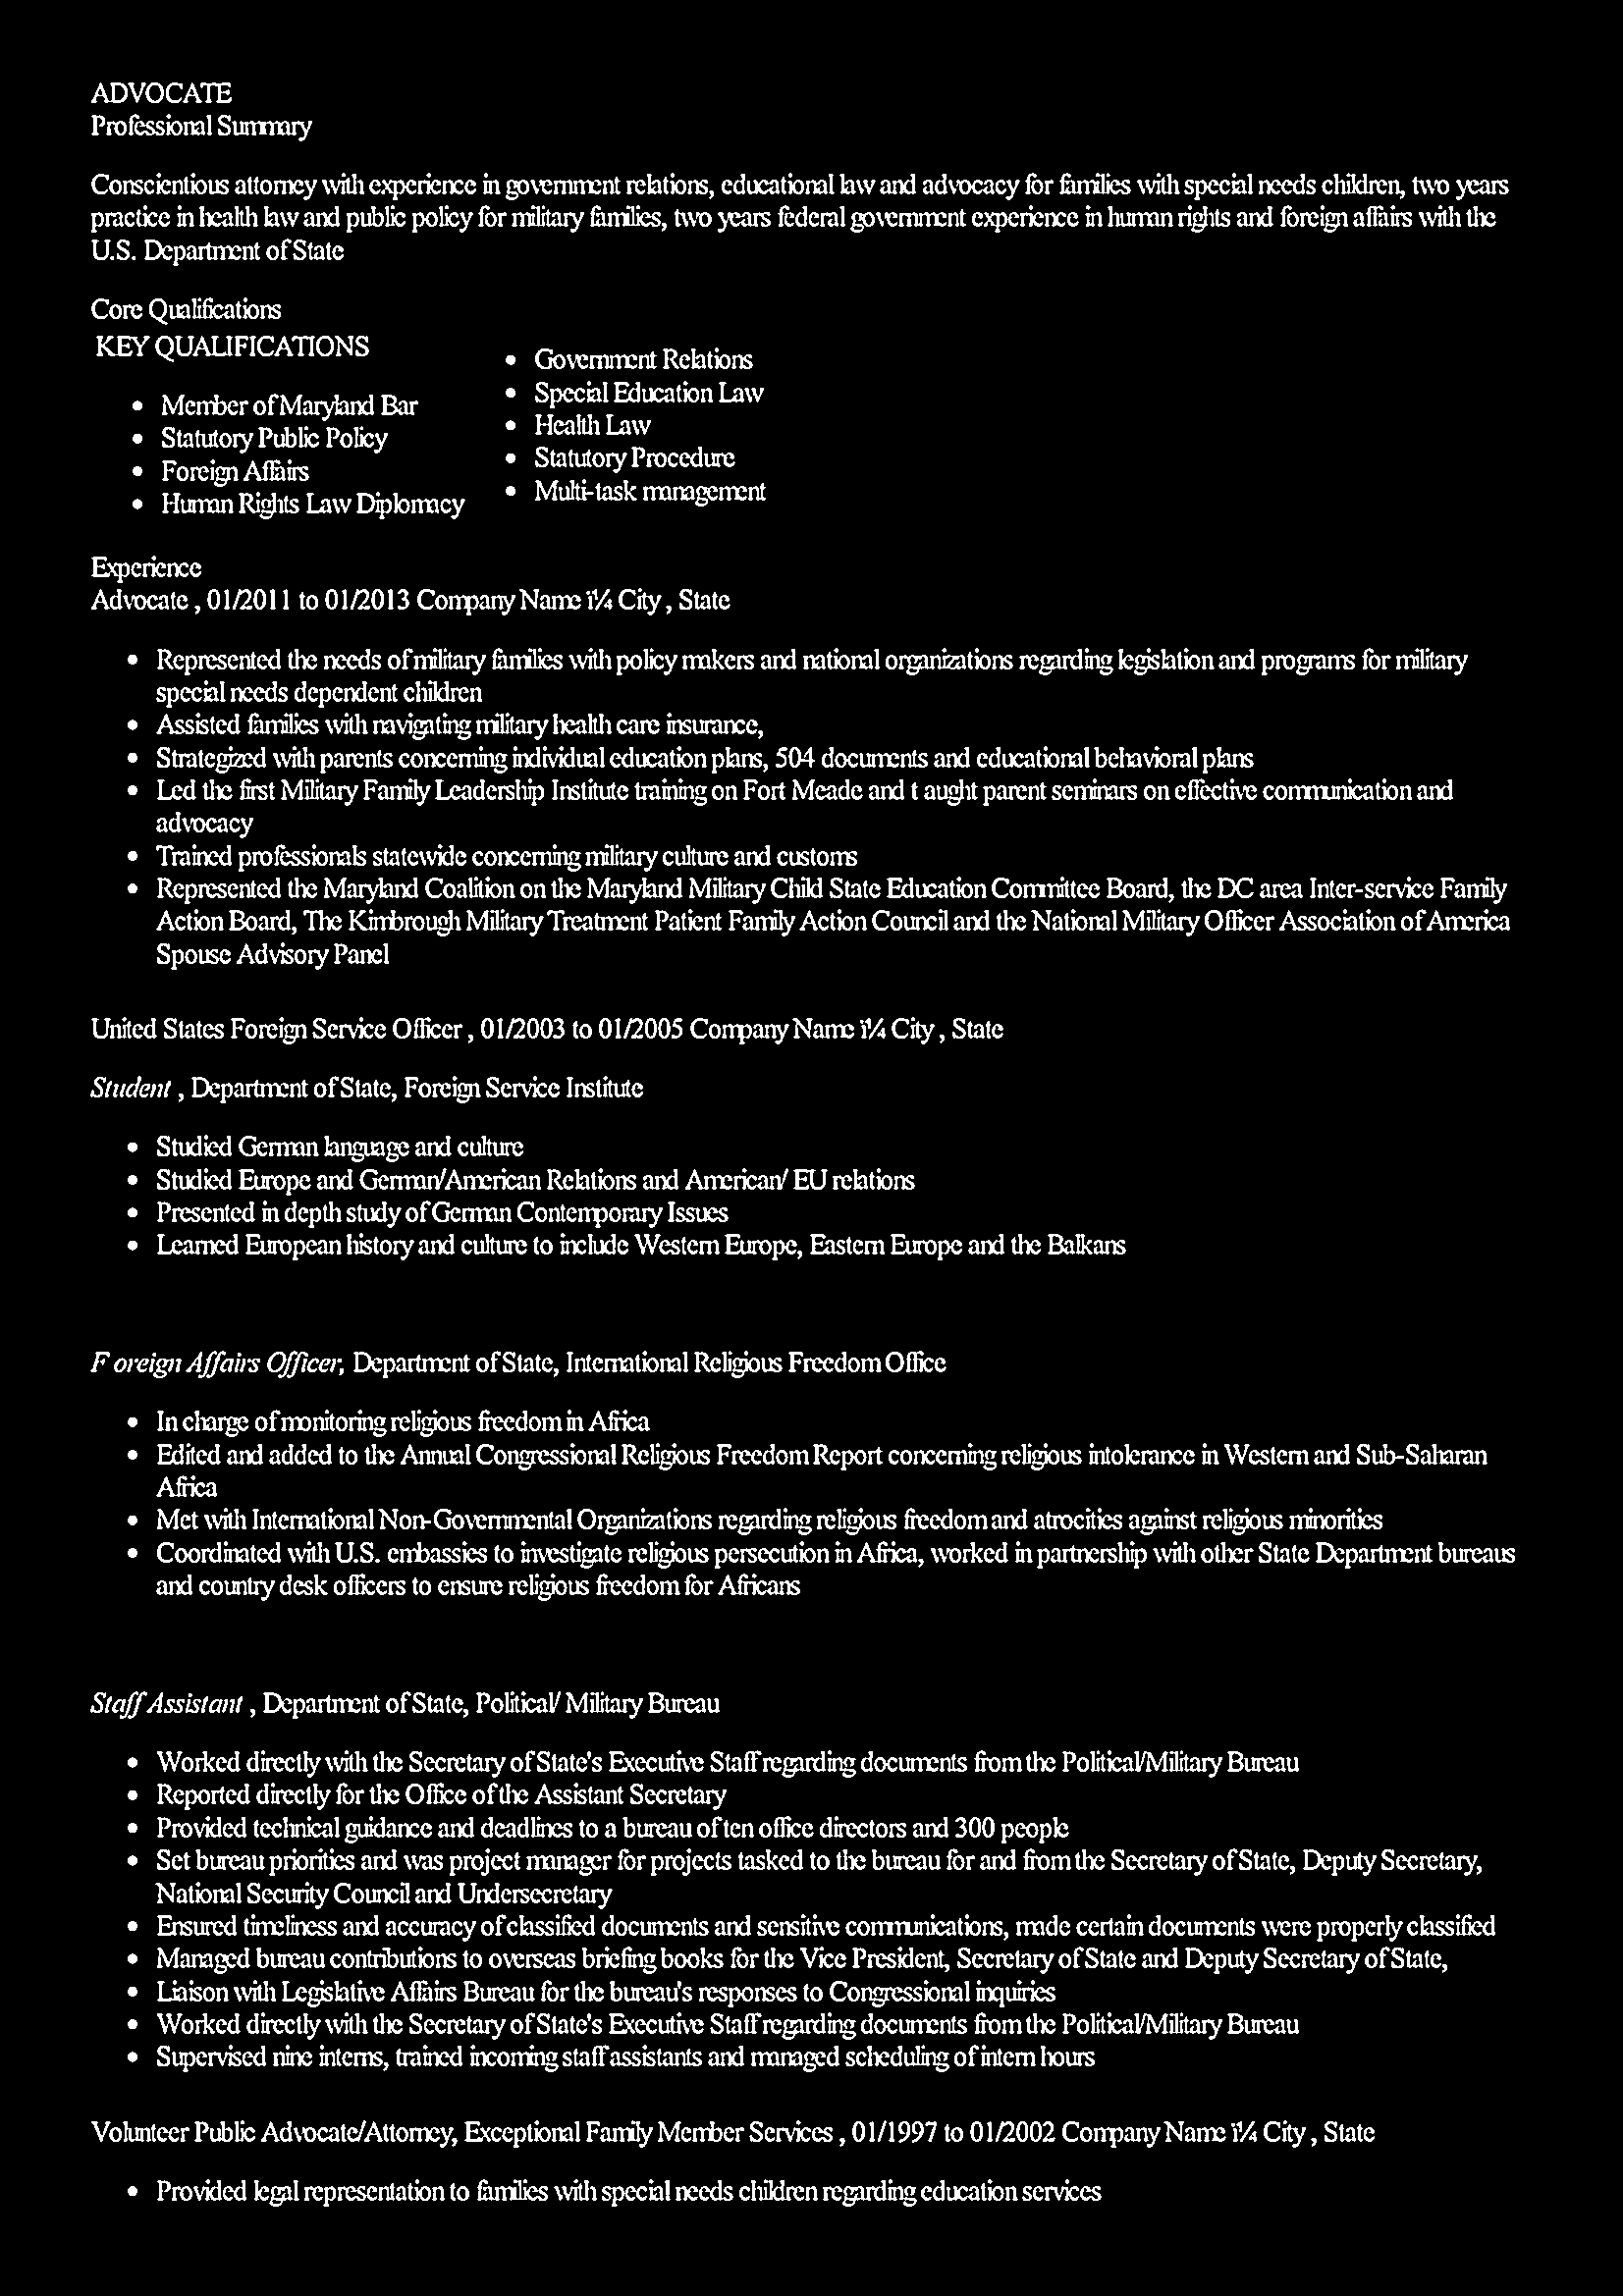 ADVOCATE
Professional Summary
Conscientious attorney with experience in government relations, educational law and advocacy for families with special needs children, two years
practice in health law and public policy for military families, two years federal government experience in human rights and foreign affairs with the
U.S. Department of State
Core Qualifications
KEY QUALIFICATIONS
• Member of Maryland Bar
• Statutory Public Policy
• Foreign Affairs
• Human Rights Law Diplomacy
• Government Relations
• Special Education Law
• Health Law
• Statutory Procedure
• Multi-task management
Experience
Advocate , 01/2011 to 01/2013 Company Name ï¼ City , State
• Represented the needs of military families with policy makers and national organizations regarding legislation and programs for military
special needs dependent children
• Assisted families with navigating military health care insurance,
• Strategized with parents concerning individual education plans, 504 documents and educational behavioral plans
• Led the first Military Family Leadership Institute training on Fort Meade and t aught parent seminars on effective communication and
advocacy
• Trained professionals statewide concerning military culture and customs
• Represented the Maryland Coalition on the Maryland Military Child State Education Committee Board, the DC area Inter-service Family
Action Board, The Kimbrough Military Treatment Patient Family Action Council and the National Military Officer Association of America
Spouse Advisory Panel
United States Foreign Service Officer , 01/2003 to 01/2005 Company Name ï¼ City , State
Student , Department of State, Foreign Service Institute
• Studied German language and culture
• Studied Europe and German/American Relations and American/ EU relations
• Presented in depth study of German Contemporary Issues
• Learned European history and culture to include Western Europe, Eastern Europe and the Balkans
F oreign Affairs Officer, Department of State, International Religious Freedom Office
• In charge of monitoring religious freedom in Africa
• Edited and added to the Annual Congressional Religious Freedom Report concerning religious intolerance in Western and Sub-Saharan
Africa
• Met with International Non-Governmental Organizations regarding religious freedom and atrocities against religious minorities
• Coordinated with U.S. embassies to investigate religious persecution in Africa, worked in partnership with other State Department bureaus
and country desk officers to ensure religious freedom for Africans
Staff Assistant , Department of State, Political/ Military Bureau
• Worked directly with the Secretary of State's Executive Staff regarding documents from the Political/Military Bureau
• Reported directly for the Office of the Assistant Secretary
• Provided technical guidance and deadlines to a bureau of ten office directors and 300 people
• Set bureau priorities and was project manager for projects tasked to the bureau for and from the Secretary of State, Deputy Secretary,
National Security Council and Undersecretary
• Ensured timeliness and accuracy of classified documents and sensitive communications, made certain documents were properly classified
• Managed bureau contributions to overseas briefing books for the Vice President, Secretary of State and Deputy Secretary of State,
• Liaison with Legislative Affairs Bureau for the bureau's responses to Congressional inquiries
• Worked directly with the Secretary of State's Executive Staff regarding documents from the Political/Military Bureau
• Supervised nine interns, trained incoming staff assistants and managed scheduling of intern hours
Volunteer Public Advocate/Attorney, Exceptional Family Member Services , 01/1997 to 01/2002 Company Name ï¼ City , State
• Provided legal representation to families with special needs children regarding education services